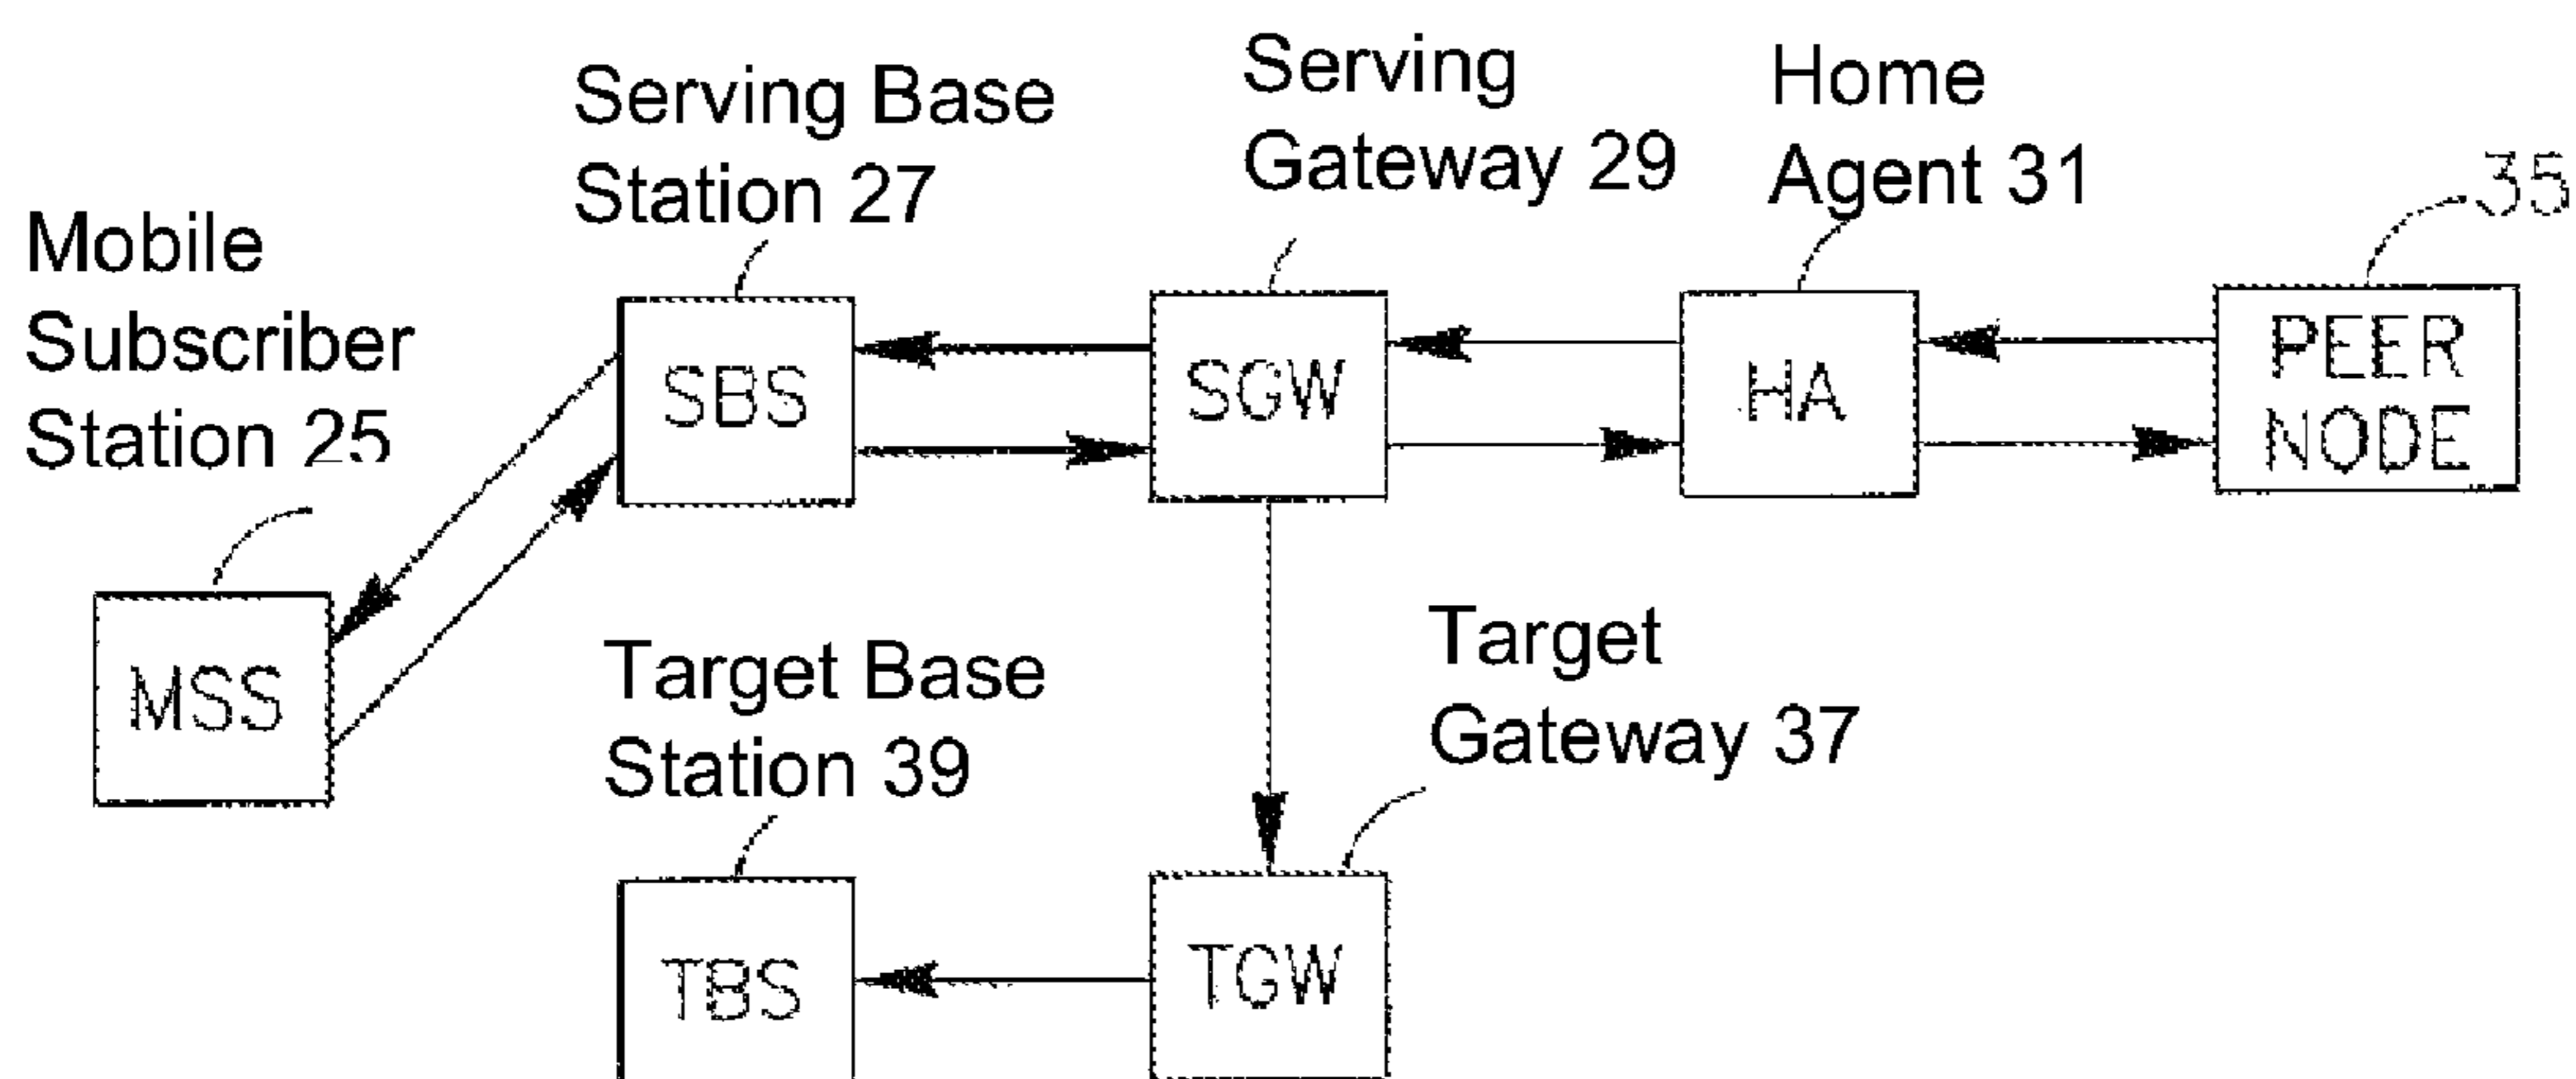 Serving Base
Station 27
Serving
Gateway 29
Home
Agent 31
35
Mobile
Subscriber
Station 25
SBS
SGW
HA
PEER
NODE
MSS
Target Base
Station 39
Target
Gateway 37
TBS
TGW